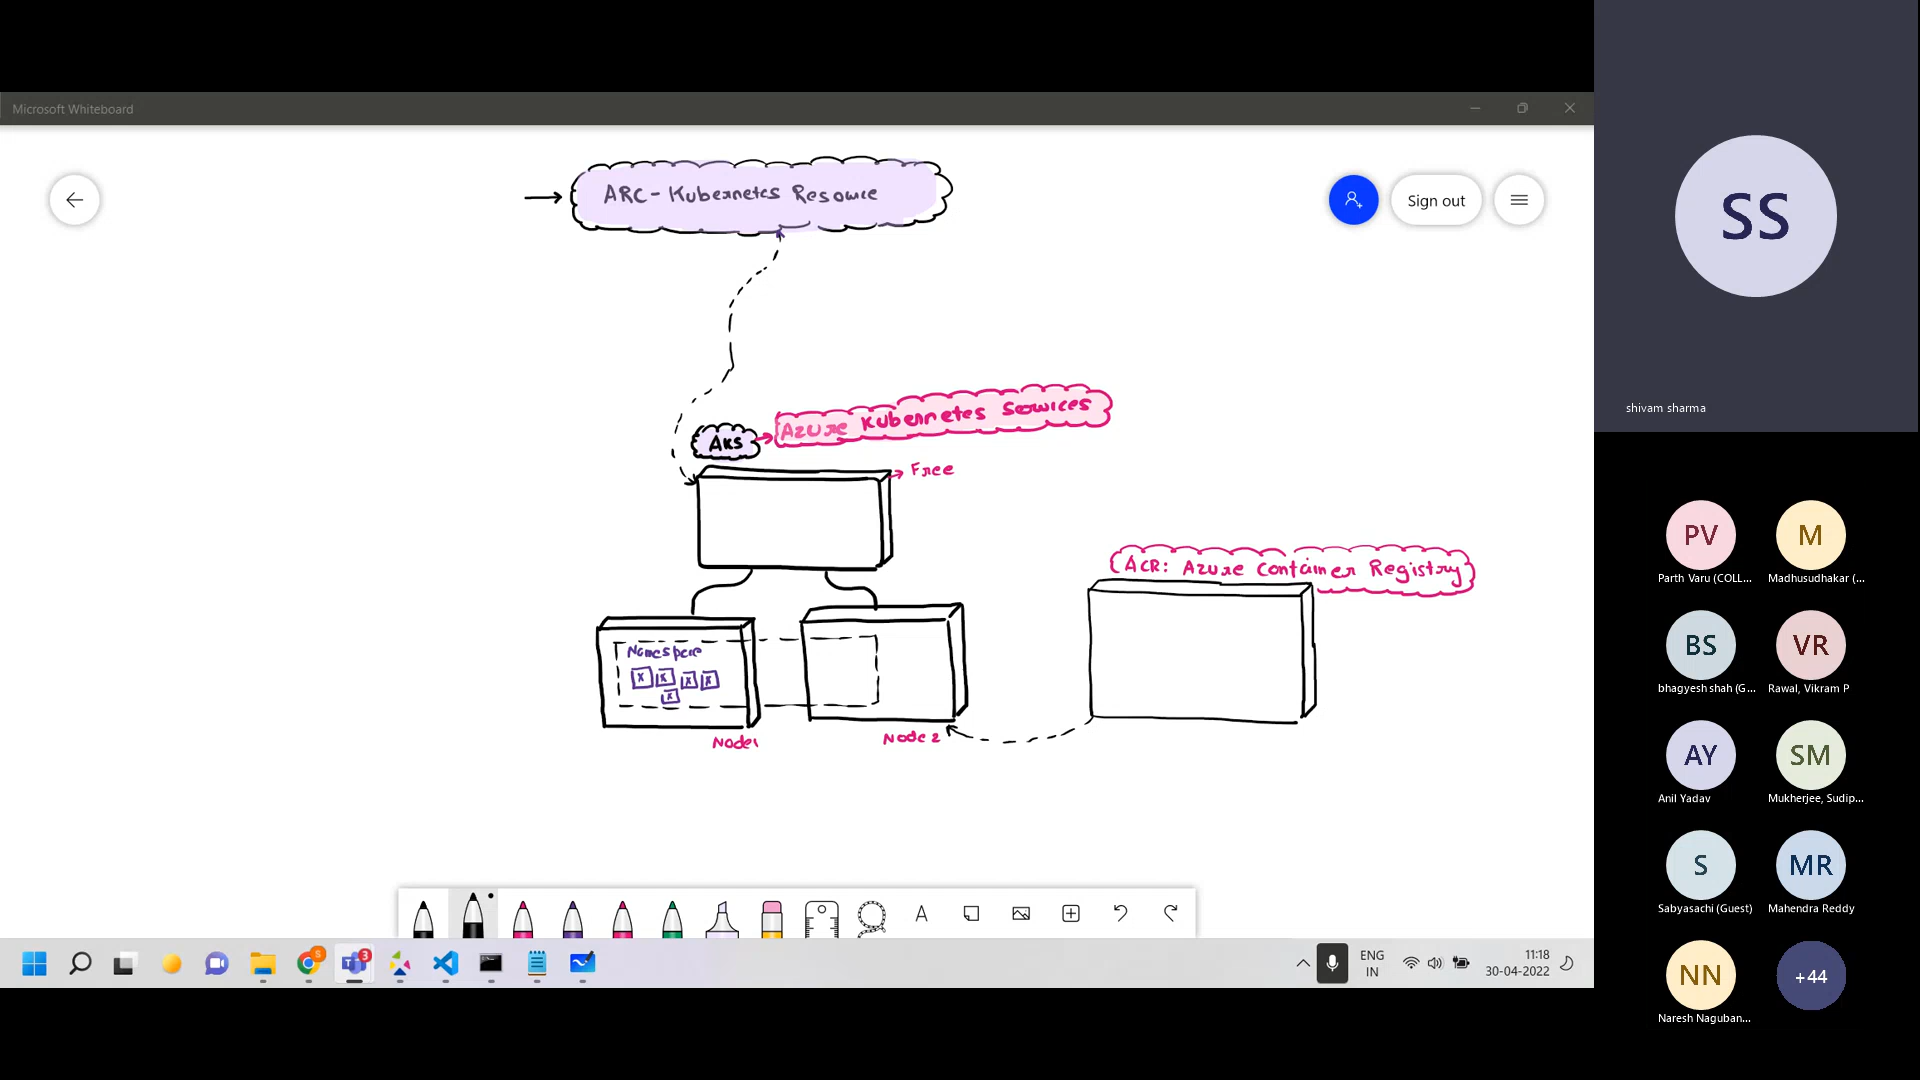 Microsoft Whiteboard
ARC - Kubernetes Resource
Sign out
SS
shivam sharma
AKS
Azure Kubernetes Services
Free
ACR: Azure Container Registry
Namespace
X X X X
X
Node1
Node 2
PV
M
Parth Varu (COLL...
Madhusudhakar (...
BS
VR
bhagyesh shah (G...
Rawal, Vikram P
AY
SM
Anil Yadav
Mukherjee, Sudip...
S
MR
Sabyasachi (Guest)
Mahendra Reddy
NN
+44
Naresh Naguban...
A
S
3
ENG
IN
11:18
30-04-2022